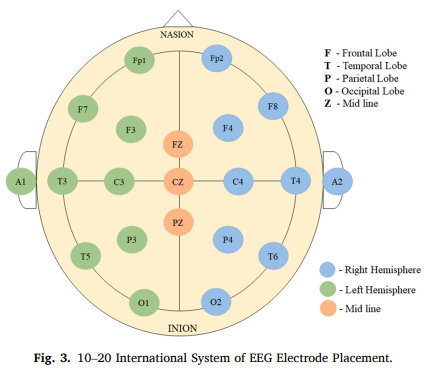 NASION
Fp1 Fp2
F7 F8
F3 F4
FZ
A1 T3 C3 CZ C4 T4 A2
PZ
P3 P4
T5 T6
O1 O2
INION
F - Frontal Lobe
T - Temporal Lobe
P - Parietal Lobe
O - Occipital Lobe
Z - Mid line
- Right Hemisphere
- Left Hemisphere
- Mid line
Fig. 3. 10–20 International System of EEG Electrode Placement.